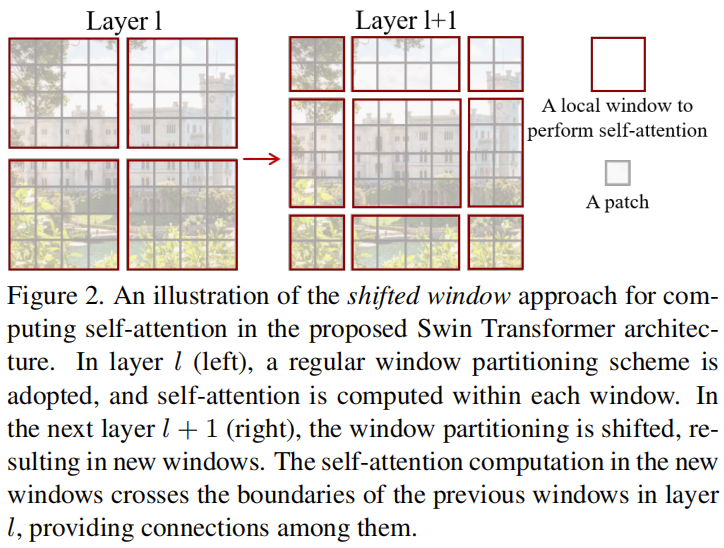 Layer l
Layer l+1
A local window to
perform self-attention
A patch
Figure 2. An illustration of the shifted window approach for com-
puting self-attention in the proposed Swin Transformer architec-
ture. In layer l (left), a regular window partitioning scheme is
adopted, and self-attention is computed within each window. In
the next layer l + 1 (right), the window partitioning is shifted, re-
sulting in new windows. The self-attention computation in the new
windows crosses the boundaries of the previous windows in layer
l, providing connections among them.